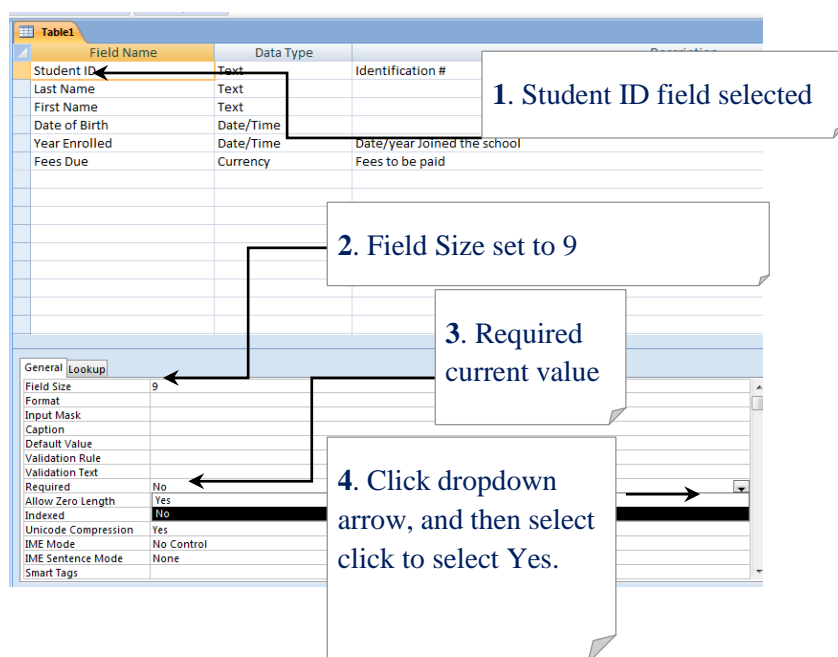 Table1
Field Name Data Type Description
Student ID Text Identification #
Last Name Text
First Name Text
Date of Birth Date/Time
Year Enrolled Date/Time Date/year Joined the school
Fees Due Currency Fees to be paid
1. Student ID field selected
2. Field Size set to 9
3. Required
current value
4. Click dropdown
arrow, and then select
click to select Yes.
General Lookup
Field Size 9
Format
Input Mask
Caption
Default Value
Validation Rule
Validation Text
Required No
Allow Zero Length Yes
Indexed No
Unicode Compression Yes
IME Mode No Control
IME Sentence Mode None
Smart Tags